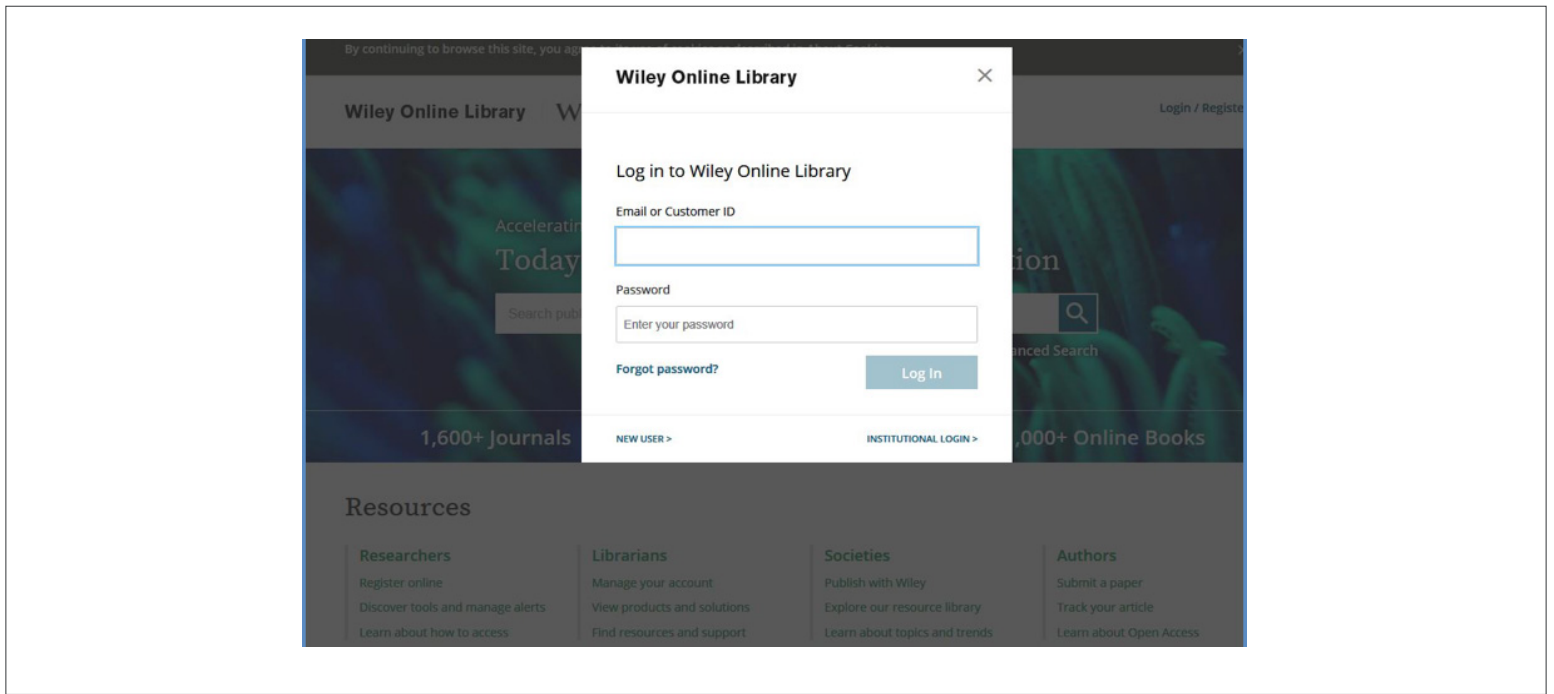 By continuing to browse this site, you
Wiley Online Library
Wiley Online Library
Login / Registe
Log in to Wiley Online Library
Email or Customer ID
Acceleratin
Today
tion
Password
Search publ
Enter your password
anced Search
Forgot password?
Log In
1,600+ Journals
NEW USER >
INSTITUTIONAL LOGIN >
,000+ Online Books
Resources
Researchers
Librarians
Societies
Authors
Register online
Manage your account
Publish with Wiley
Submit a paper
Discover tools and manage alerts
View products and solutions
Explore our resource library
Track your article
Learn about how to access
Find resources and support
Learn about topics and trends
Learn about Open Access